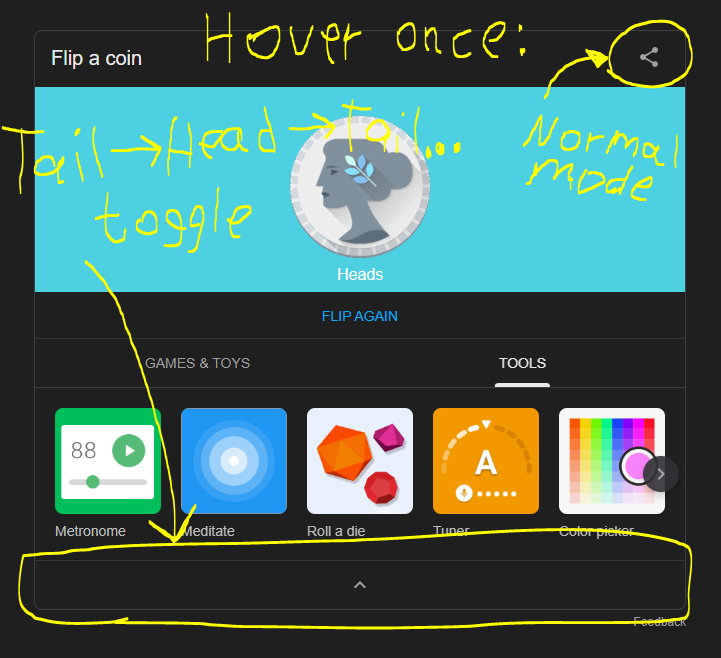 Hover once:
Flip a coin
Tail → Head → Tail...
Normal
mode
toggle
Heads
FLIP AGAIN
GAMES & TOYS TOOLS
88 A
Metronome Meditate Roll a die Tuner Color picker
Feedback